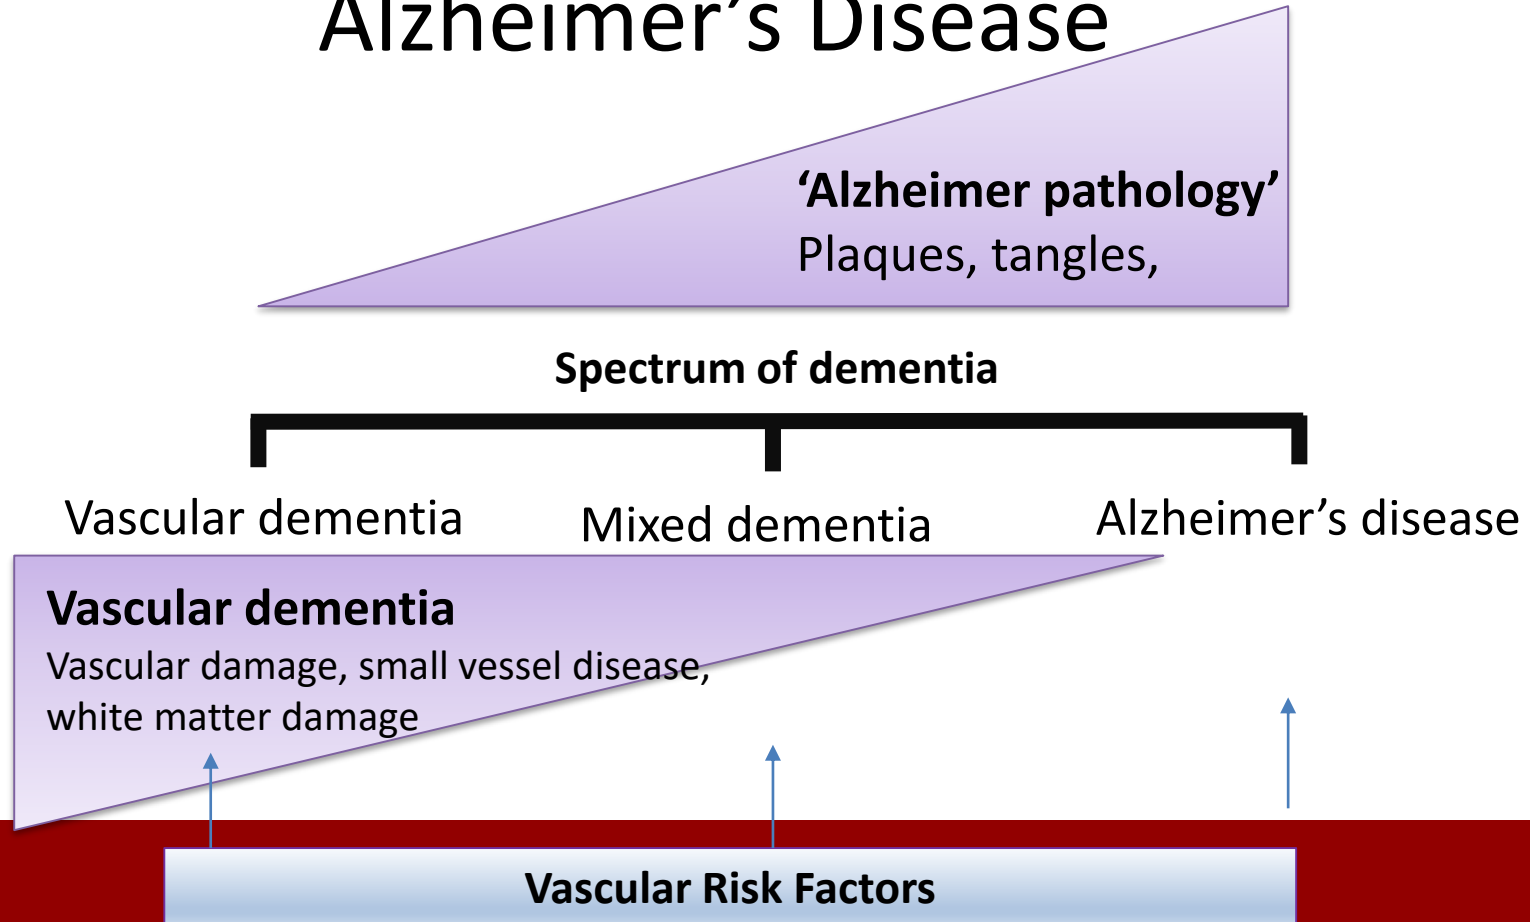 Alzheimer’s Disease
‘Alzheimer pathology’
Plaques, tangles,
Spectrum of dementia
Vascular dementia
Mixed dementia
Alzheimer’s disease
Vascular dementia
Vascular damage, small vessel disease,
white matter damage
Vascular Risk Factors